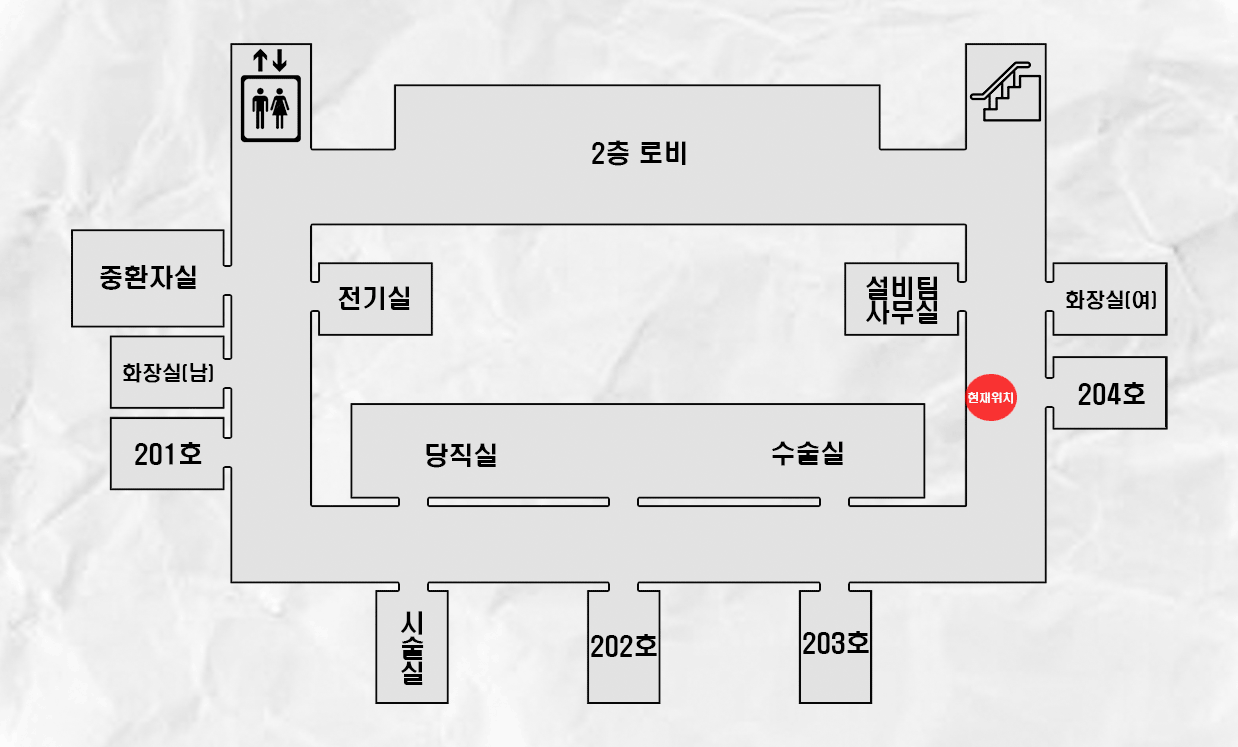 2층 로비
중환자실
전기실
설비팀
사무실
화장실(여)
화장실(남)
현재위치
204호
201호
당직실
수술실
시술실
202호
203호